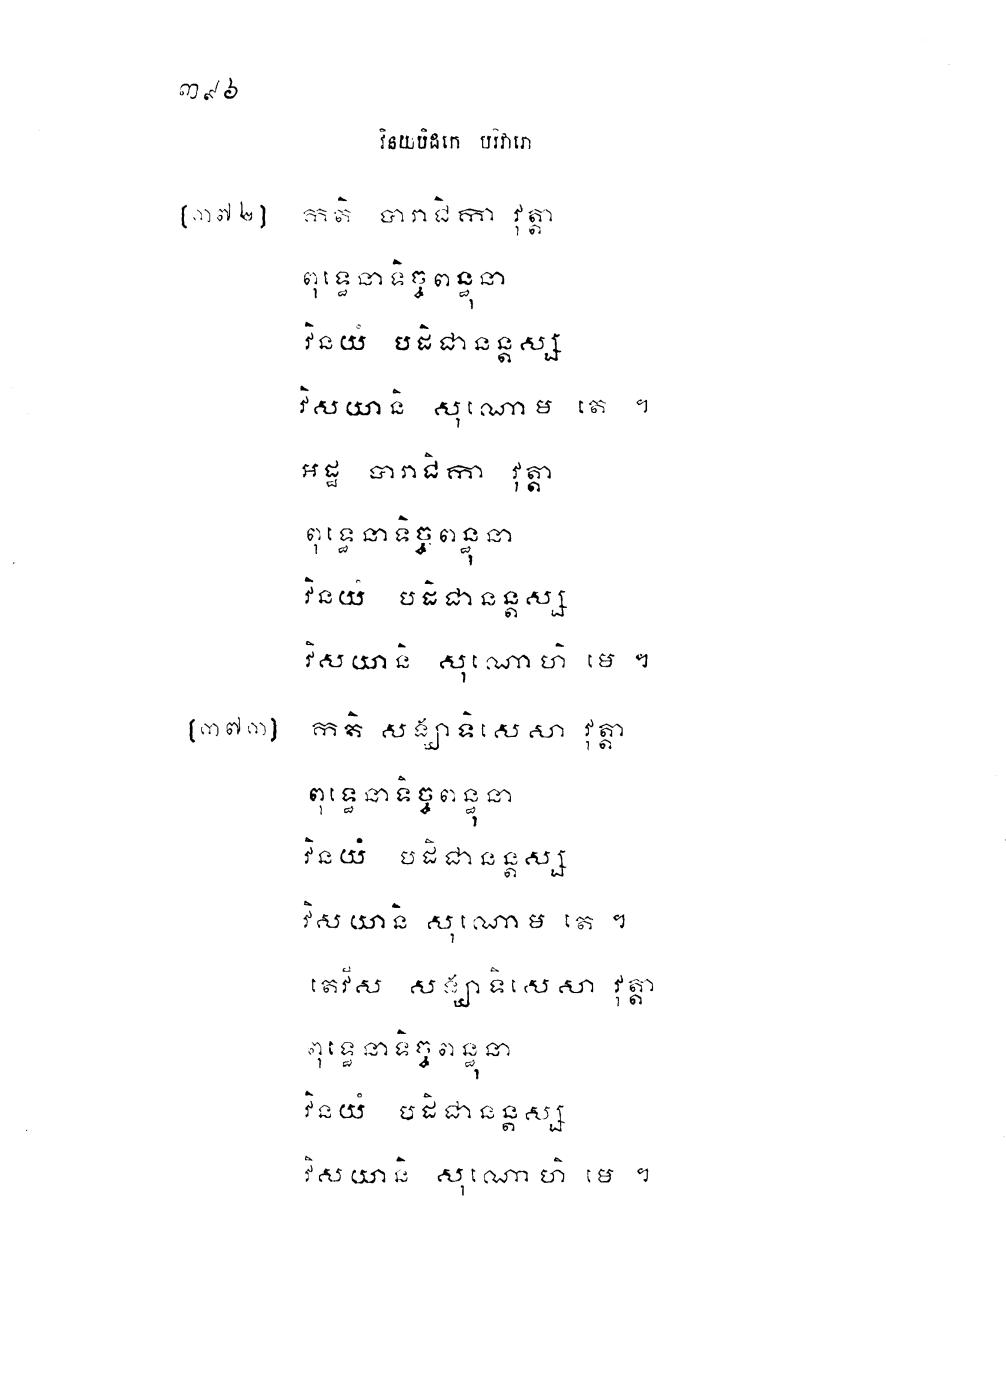 ៣៩៦
វិនយបិដកេ បរិវារោ
[៣៧២] កតិ បារាជិកា វុត្តា
ពុទ្ធេនាទិច្ចពន្ធុនា
វិនយំ បដិជានន្តស្ស
វិសយានិ សុណោម តេ ។
អដ្ឋ បារាជិកា វុត្តា
ពុទ្ធេនាទិច្ចពន្ធុនា
វិនយំ បដិជានន្តស្ស
វិសយានិ សុណោហិ មេ ។
[៣៧៣] កតិ សង្ឃាទិសេសា វុត្តា
ពុទ្ធេនាទិច្ចពន្ធុនា
វិនយំ បដិជានន្តស្ស
វិសយានិ សុណោម តេ ។
តេវីស សង្ឃាទិសេសា វុត្តា
ពុទ្ធេនាទិច្ចពន្ធុនា
វិនយំ បដិជានន្តស្ស
វិសយានិ សុណោហិ មេ ។